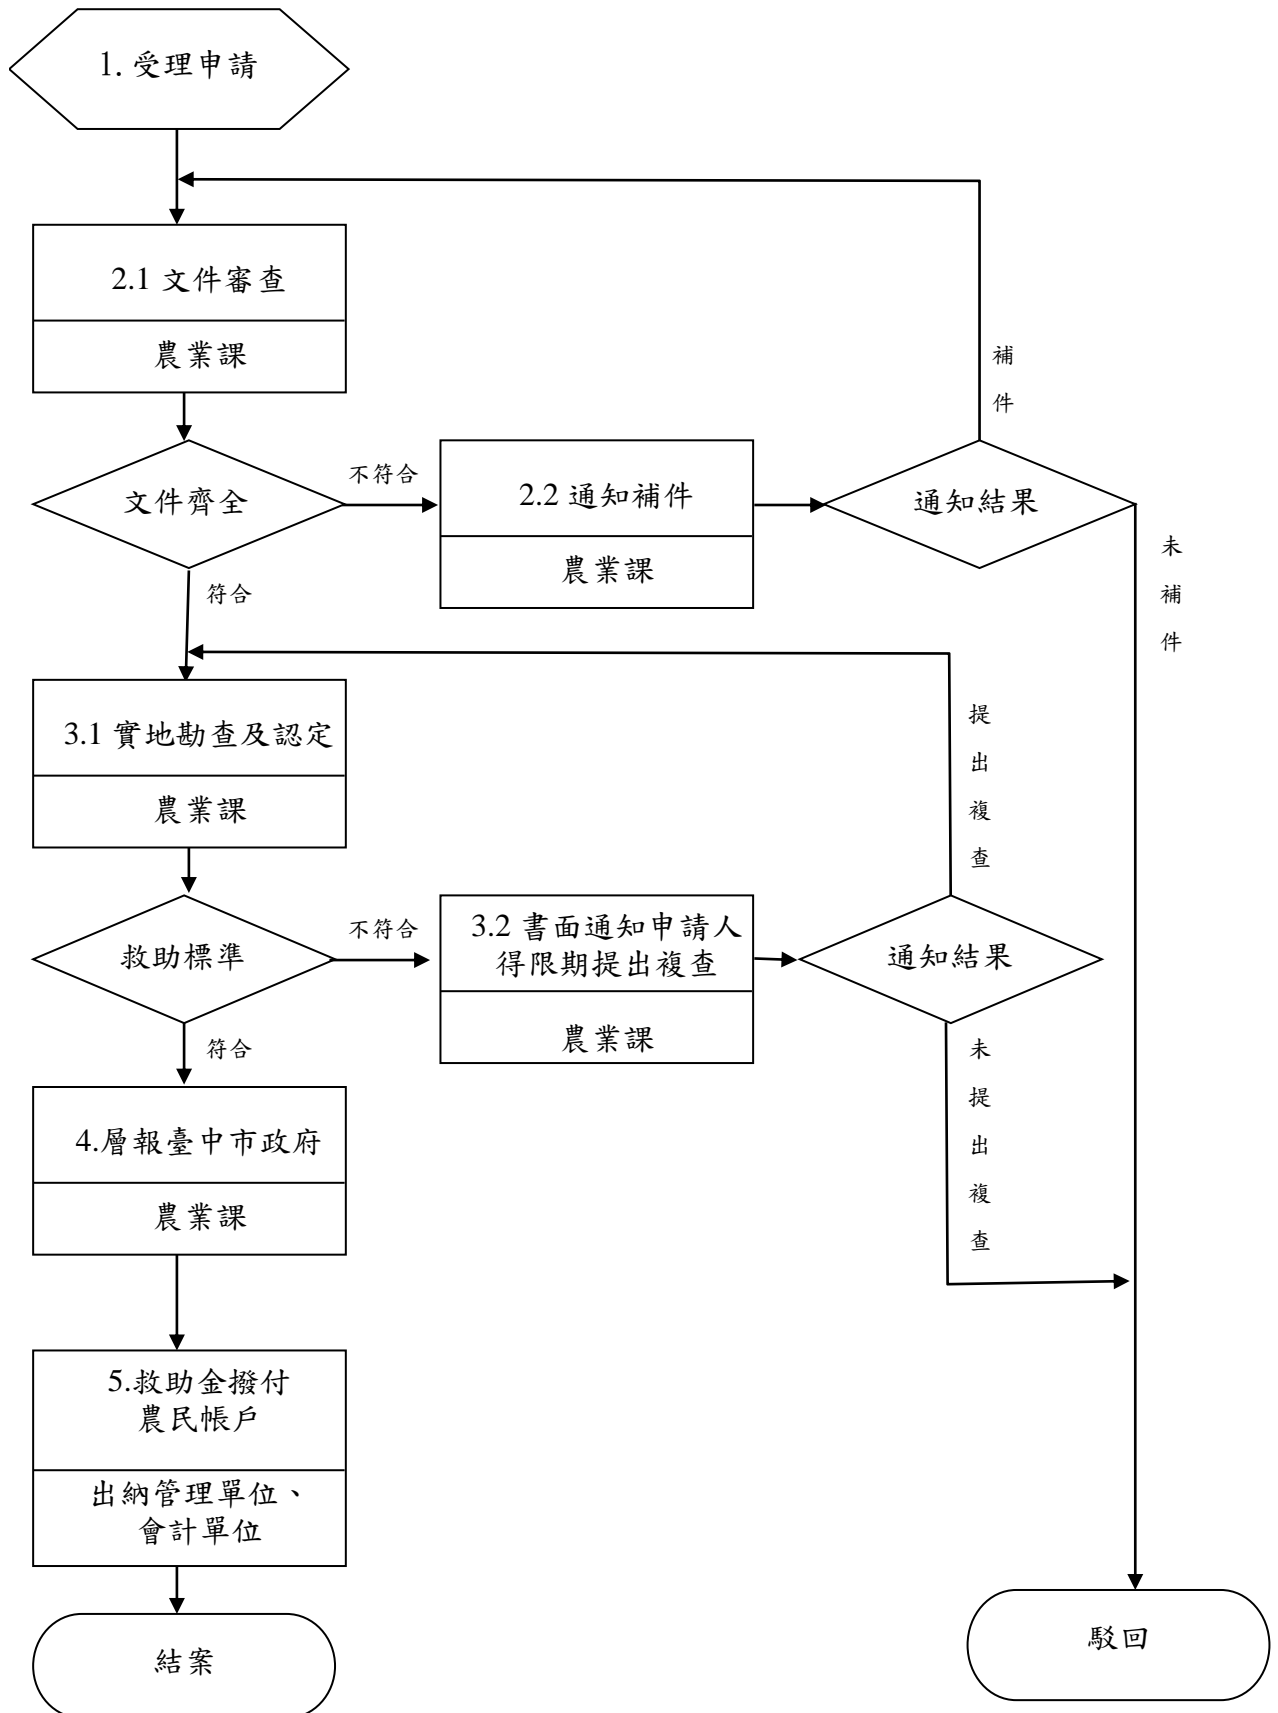 1. 受理申請
2.1 文件審查
農業課
補件
文件齊全
不符合
2.2 通知補件
農業課
通知結果
未補件
符合
3.1 實地勘查及認定
農業課
提出複查
救助標準
不符合
3.2 書面通知申請人
得限期提出複查
農業課
通知結果
未提出複查
符合
4.層報臺中市政府
農業課
5.救助金撥付
農民帳戶
出納管理單位、
會計單位
結案
駁回